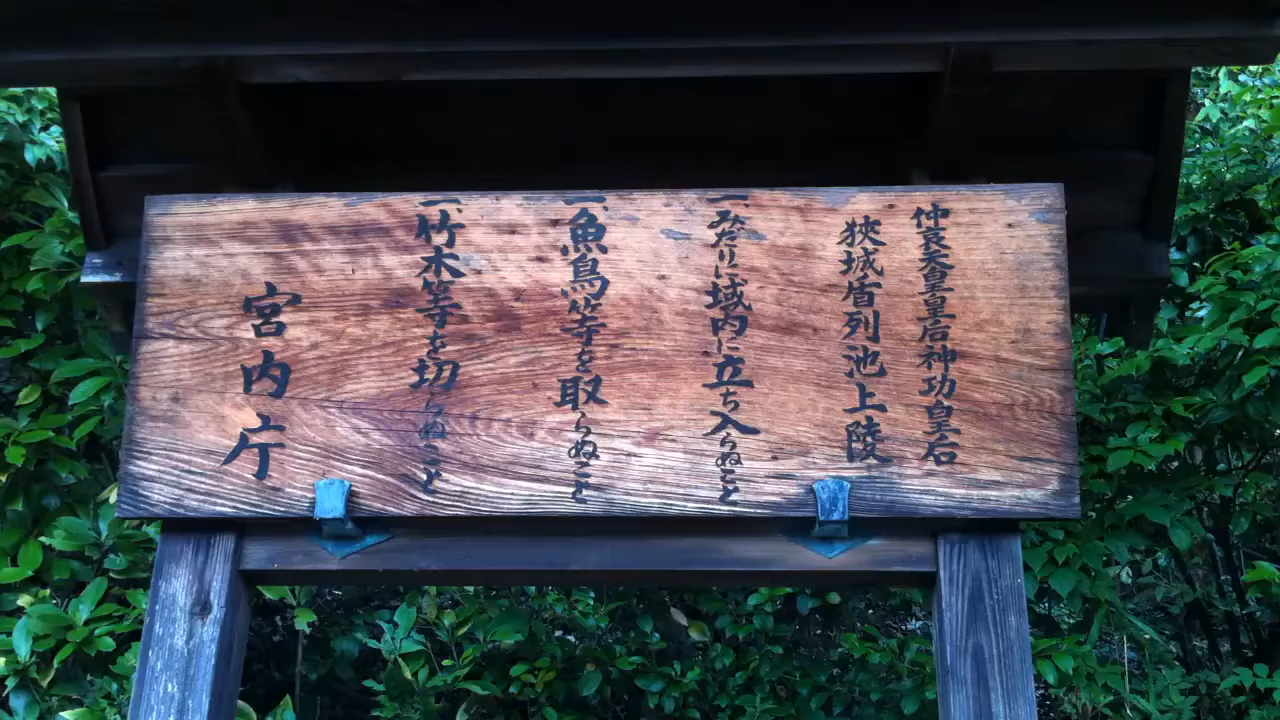 仲哀天皇皇后神功皇后
狭城盾列池上陵
一、みだりに域内に立ち入らぬこと
一、魚鳥等を取らぬこと
一、竹木等を切らぬこと
宮内庁